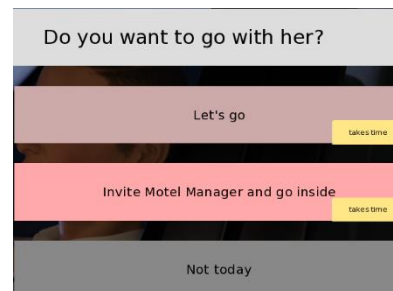 Do you want to go with her?
Let's go
takes time
Invite Motel Manager and go inside
takes time
Not today